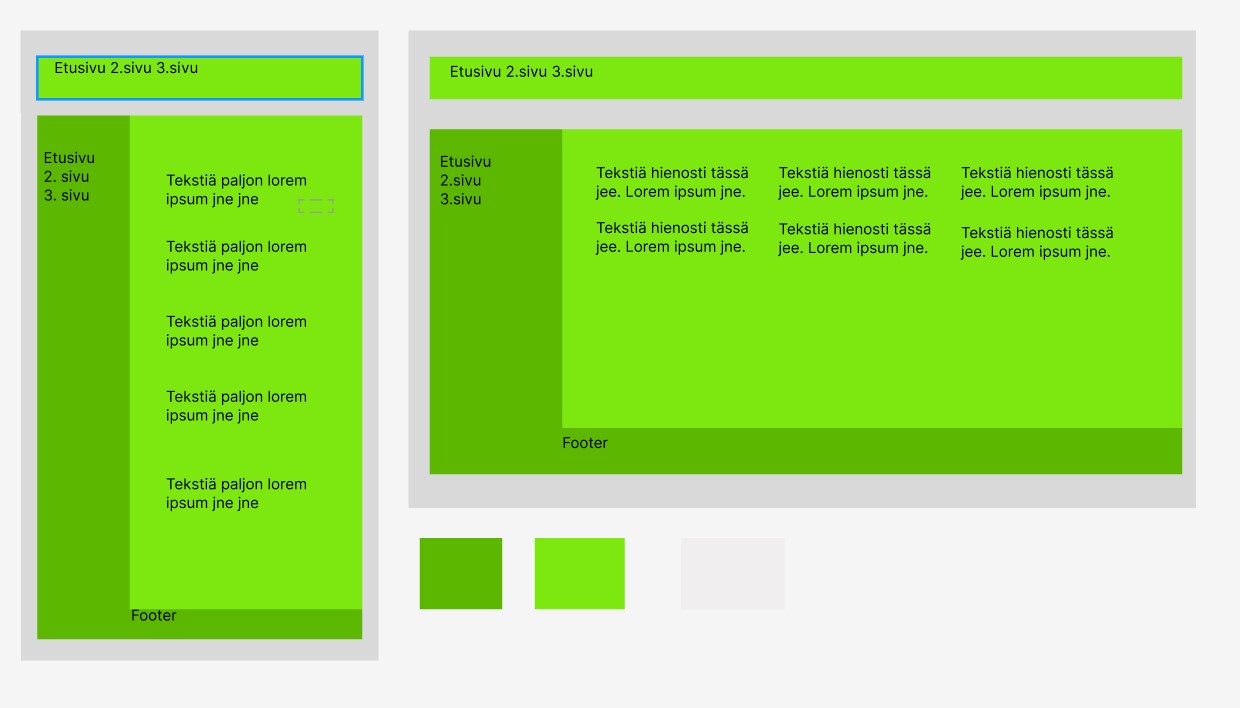 Etusivu 2.sivu 3.sivu
Etusivu
2. sivu
3. sivu
Tekstiä paljon lorem
ipsum jne jne
Tekstiä paljon lorem
ipsum jne jne
Tekstiä paljon lorem
ipsum jne jne
Tekstiä paljon lorem
ipsum jne jne
Tekstiä paljon lorem
ipsum jne jne
Footer
Etusivu 2.sivu 3.sivu
Etusivu
2.sivu
3.sivu
Tekstiä hienosti tässä
jee. Lorem ipsum jne.
Tekstiä hienosti tässä
jee. Lorem ipsum jne.
Tekstiä hienosti tässä
jee. Lorem ipsum jne.
Tekstiä hienosti tässä
jee. Lorem ipsum jne.
Tekstiä hienosti tässä
jee. Lorem ipsum jne.
Tekstiä hienosti tässä
jee. Lorem ipsum jne.
Footer